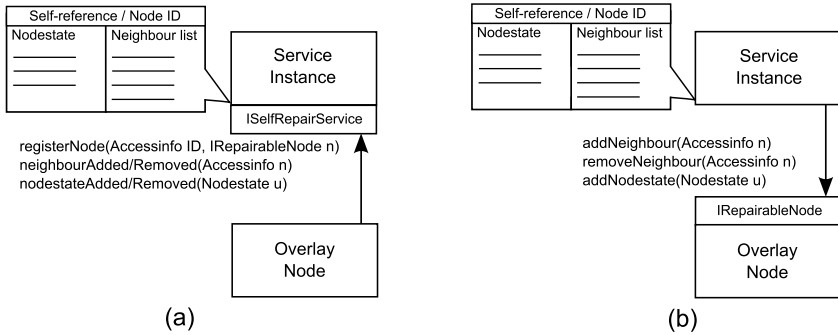 Self-reference / Node ID
Nodestate
Neighbour list
Service
Instance
ISelfRepairService
registerNode(Accessinfo ID, IRepairableNode n)
neighbourAdded/Removed(Accessinfo n)
nodestateAdded/Removed(Nodestate u)
Overlay
Node
(a)
Self-reference / Node ID
Nodestate
Neighbour list
Service
Instance
addNeighbour(Accessinfo n)
removeNeighbour(Accessinfo n)
addNodestate(Nodestate u)
IRepairableNode
Overlay
Node
(b)